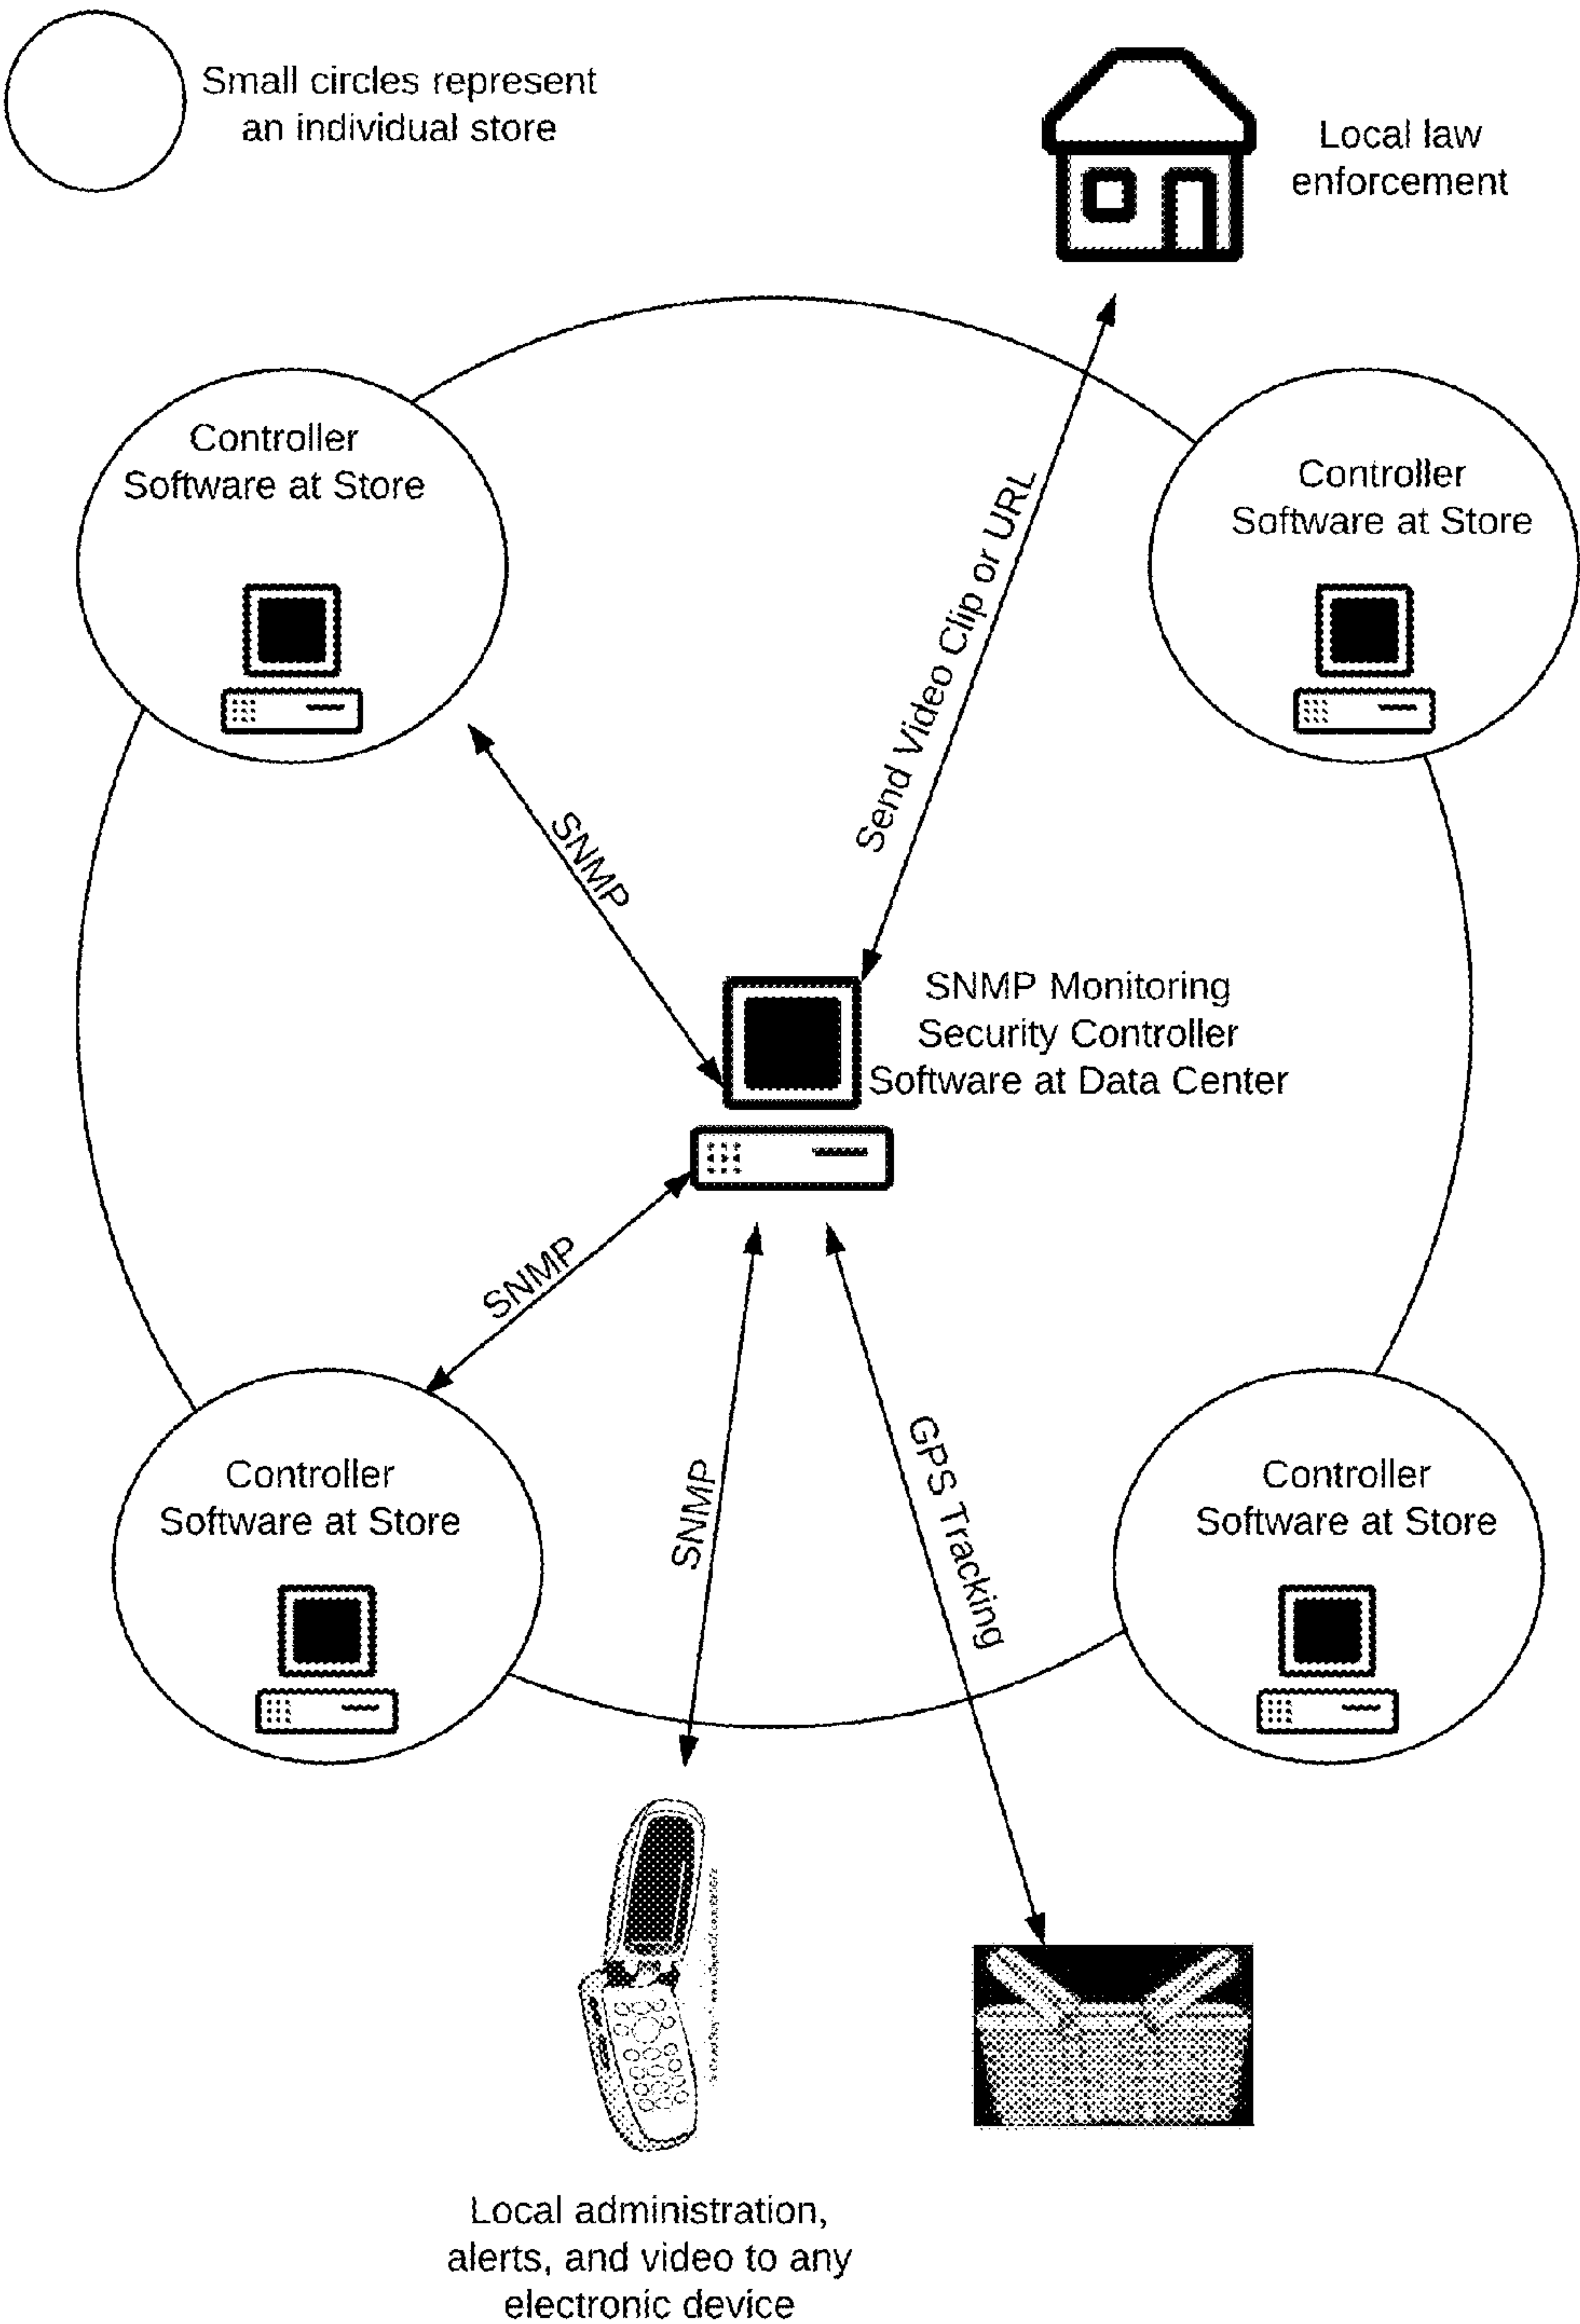 Small circles represent
an individual store
Local law
enforcement
Controller
Software at Store
Controller
Software at Store
Send Video Clip or URL
SNMP
SNMP Monitoring
Security Controller
Software at Data Center
SNMP
Controller
Software at Store
SNMP
GPS Tracking
Controller
Software at Store
Local administration,
alerts, and video to any
electronic device